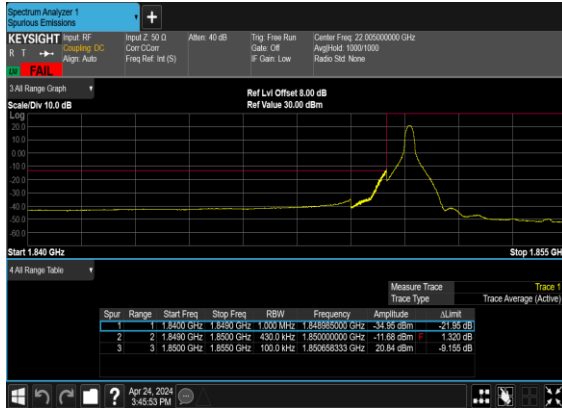 Spectrum Analyzer 1
Spurious Emissions
+
KEYSIGHT Input: RF Input Z: 50 Ω Atten: 40 dB Trig: Free Run Center Freq: 22.005000000 GHz
R T Coupling: DC Corr CCorr Gate: Off Avg|Hold: 1000/1000
Align: Auto Freq Ref: Int (S) IF Gain: Low Radio Std: None
LV FAIL
3 All Range Graph
Ref Lvl Offset 8.00 dB
Scale/Div 10.0 dB Ref Value 30.00 dBm
Log
20.0
10.0
0.00
-10.0
-20.0
-30.0
-40.0
-50.0
-60.0
Start 1.840 GHz Stop 1.855 GH
4 All Range Table
Measure Trace Trace 1
Trace Type Trace Average (Active)
Spur Range Start Freq Stop Freq RBW Frequency Amplitude ΔLimit
1 1 1.8400 GHz 1.8490 GHz 1.000 MHz 1.848985000 GHz -34.95 dBm -21.95 dB
2 2 1.8490 GHz 1.8500 GHz 430.0 kHz 1.850000000 GHz -11.68 dBm F 1.320 dB
3 3 1.8500 GHz 1.8550 GHz 100.0 kHz 1.850658333 GHz 20.84 dBm -9.155 dB
? Apr 24, 2024
3:45:53 PM